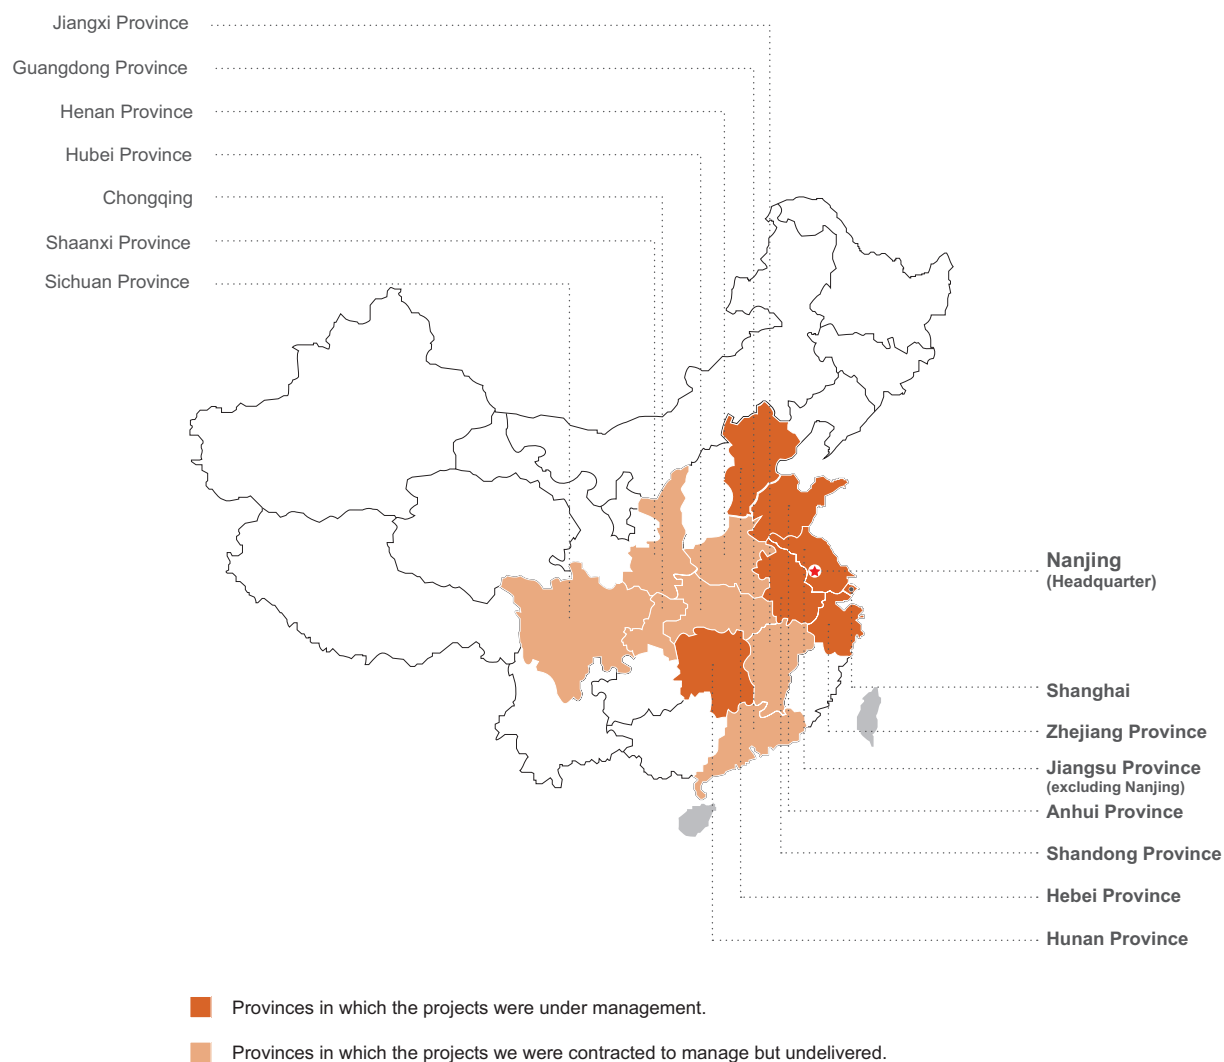 Jiangxi Province
Guangdong Province
Henan Province
Hubei Province
Chongqing
Shaanxi Province
Sichuan Province
Nanjing
(Headquarter)
Shanghai
Zhejiang Province
Jiangsu Province
(excluding Nanjing)
Anhui Province
Shandong Province
Hebei Province
Hunan Province
Provinces in which the projects were under management.
Provinces in which the projects we were contracted to manage but undelivered.